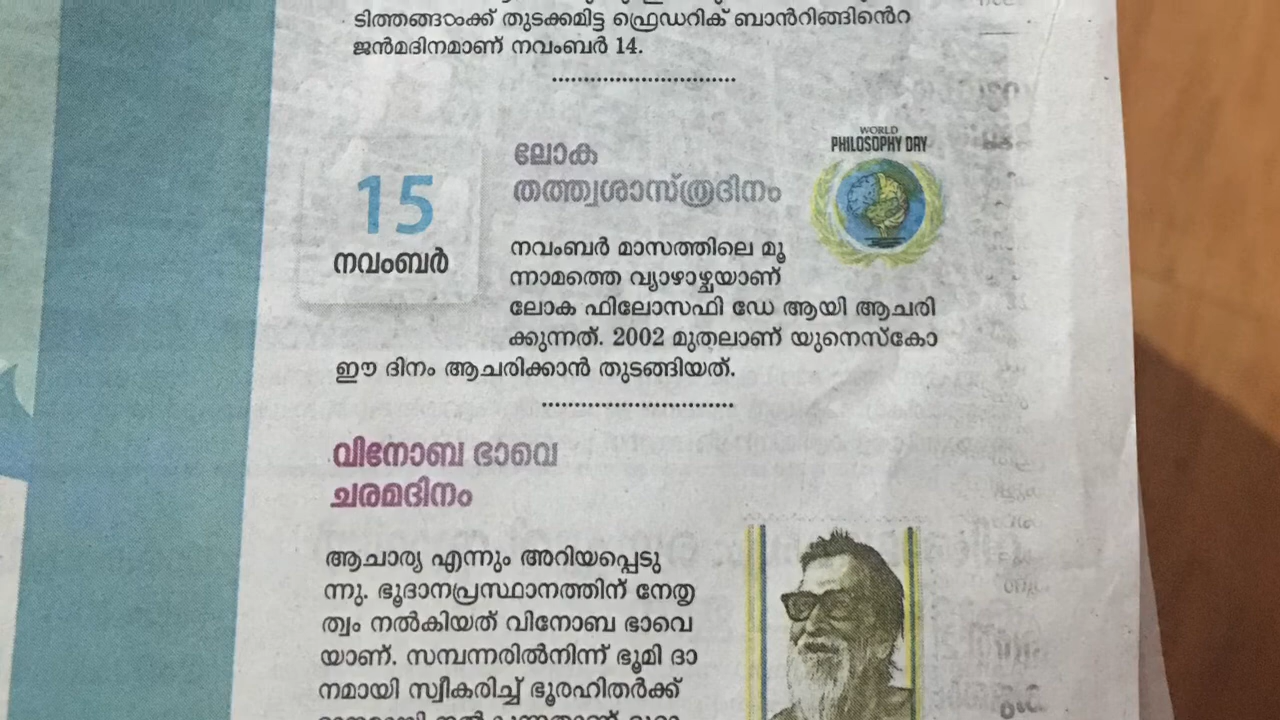 ടിത്തങ്ങൾക്ക് തുടക്കമിട്ട ഫ്രെഡറിക് ബാൻറിങ്ങിൻെറ
ജൻമദിനമാണ് നവംബർ 14.
15
നവംബർ
ലോക
തത്ത്വശാസ്ത്രദിനം
WORLD
PHILOSOPHY DAY
നവംബർ മാസത്തിലെ മൂ
ന്നാമത്തെ വ്യാഴാഴ്ചയാണ്
ലോക ഫിലോസഫി ഡേ ആയി ആചരി
ക്കുന്നത്. 2002 മുതലാണ് യുനെസ്കോ
ഈ ദിനം ആചരിക്കാൻ തുടങ്ങിയത്.
വിനോബ ഭാവെ
ചരമദിനം
ആചാര്യ എന്നും അറിയപ്പെടു
ന്നു. ഭൂദാനപ്രസ്ഥാനത്തിന് നേതൃ
ത്വം നൽകിയത് വിനോബ ഭാവെ
യാണ്. സമ്പന്നരിൽനിന്ന് ഭൂമി ദാ
നമായി സ്വീകരിച്ച് ഭൂരഹിതർക്ക്